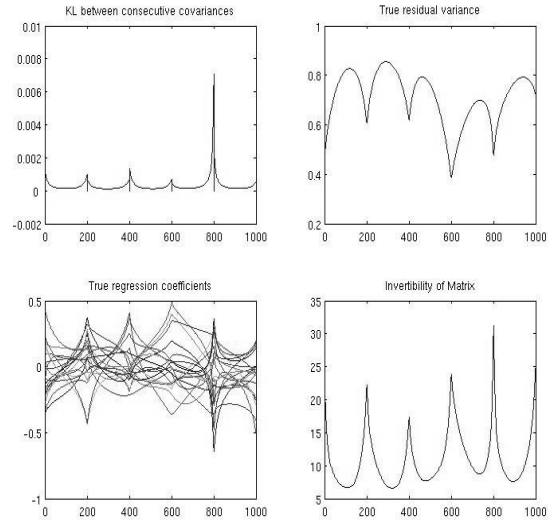 KL between consecutive covariances
0.01
0.008
0.006
0.004
0.002
0
-0.002
0 200 400 600 800 1000
True residual variance
1
0.8
0.6
0.4
0.2
0 200 400 600 800 1000
True regression coefficients
0.5
0
-0.5
-1
0 200 400 600 800 1000
Invertibility of Matrix
35
30
25
20
15
10
5
0 200 400 600 800 1000